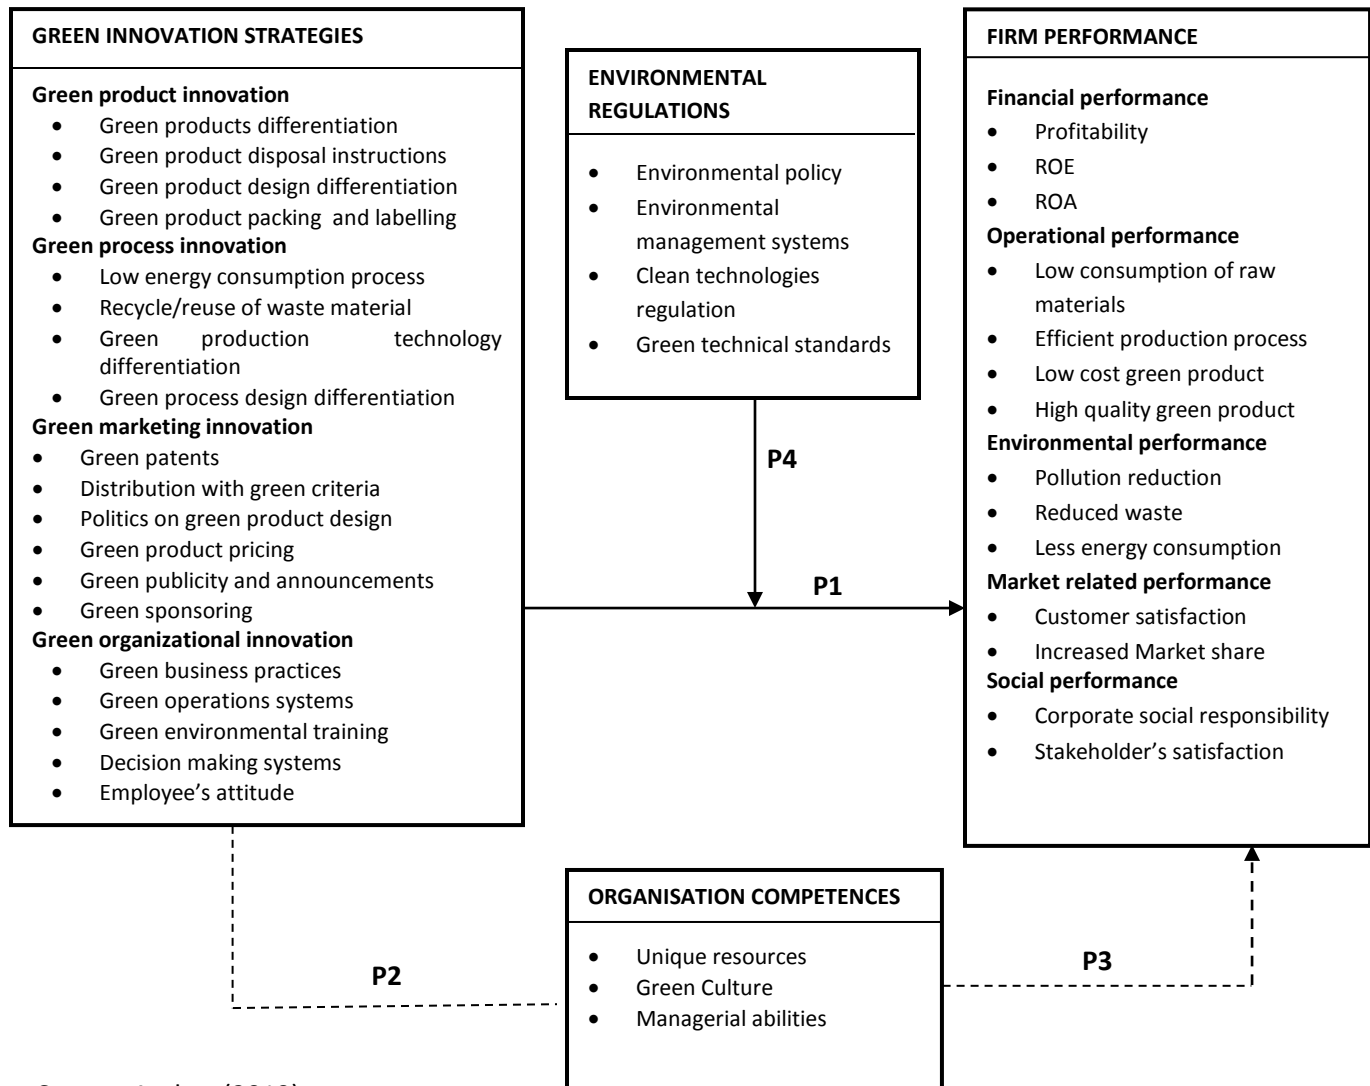 GREEN INNOVATION STRATEGIES
Green product innovation
• Green products differentiation
• Green product disposal instructions
• Green product design differentiation
• Green product packing and labelling
Green process innovation
• Low energy consumption process
• Recycle/reuse of waste material
• Green production technology
differentiation
• Green process design differentiation
Green marketing innovation
• Green patents
• Distribution with green criteria
• Politics on green product design
• Green product pricing
• Green publicity and announcements
• Green sponsoring
Green organizational innovation
• Green business practices
• Green operations systems
• Green environmental training
• Decision making systems
• Employee's attitude
ENVIRONMENTAL
REGULATIONS
• Environmental policy
• Environmental
management systems
• Clean technologies
regulation
• Green technical standards
P4
P1
FIRM PERFORMANCE
Financial performance
• Profitability
• ROE
• ROA
Operational performance
• Low consumption of raw
materials
• Efficient production process
• Low cost green product
• High quality green product
Environmental performance
• Pollution reduction
• Reduced waste
• Less energy consumption
Market related performance
• Customer satisfaction
• Increased Market share
Social performance
• Corporate social responsibility
• Stakeholder's satisfaction
P2
ORGANISATION COMPETENCES
• Unique resources
• Green Culture
• Managerial abilities
P3